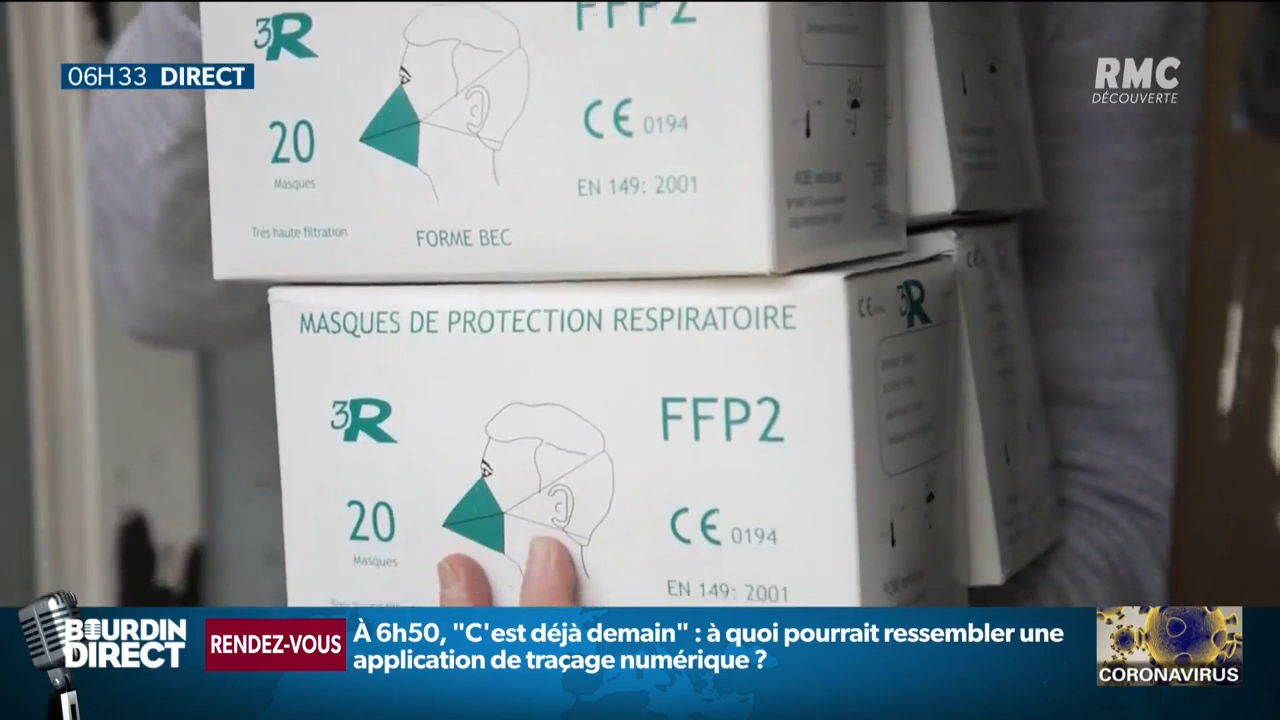 3R
FFP2
06H33 DIRECT
RMC
DÉCOUVERTE
20
Masques
CE 0194
EN 149: 2001
Très haute filtration
FORME BEC
MASQUES DE PROTECTION RESPIRATOIRE
CE
3R
3R
FFP2
20
Masques
CE 0194
EN 149: 2001
BOURDIN
DIRECT
RENDEZ-VOUS
À 6h50, "C'est déjà demain" : à quoi pourrait ressembler une
application de traçage numérique ?
CORONAVIRUS